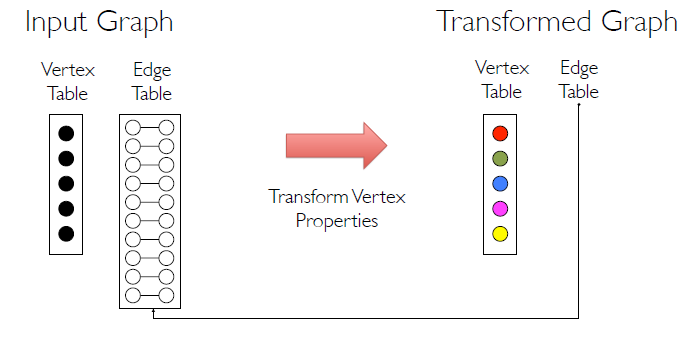 Input Graph
Transformed Graph
Vertex
Table
Edge
Table
Transform Vertex
Properties
Vertex
Table
Edge
Table